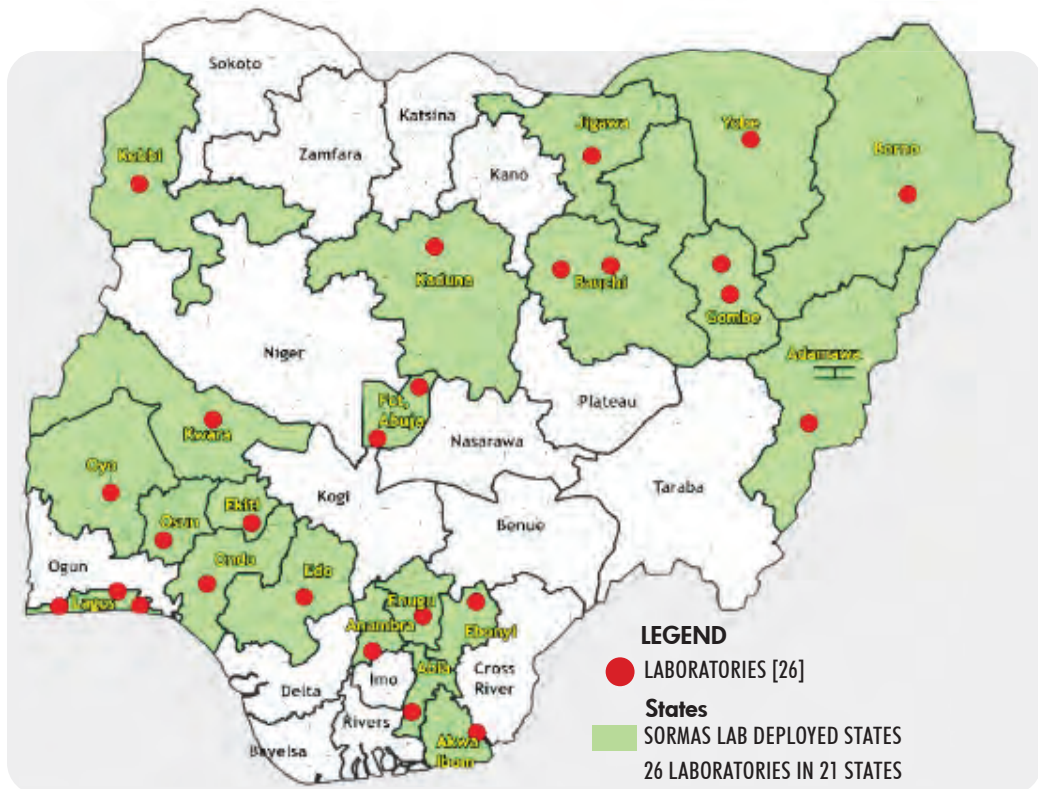 Sokoto
Katsina
Zamfara
Kano
Jigawa
Yobe
Borno
Kebbi
Kaduna
Bauchi
Gombe
Adamawa
Niger
Fct,
Abuja
Plateau
Nasarawa
Kwara
Oyo
Kogi
Taraba
Benue
Osun
Ekiti
Ogun
Ondo
Edo
Lagos
Enugu
Anambra
Ebonyi
Abia
Cross
River
Imo
Delta
Rivers
Bayelsa
Akwa
Ibom
LEGEND
LABORATORIES [26]
States
SORMAS LAB DEPLOYED STATES
26 LABORATORIES IN 21 STATES